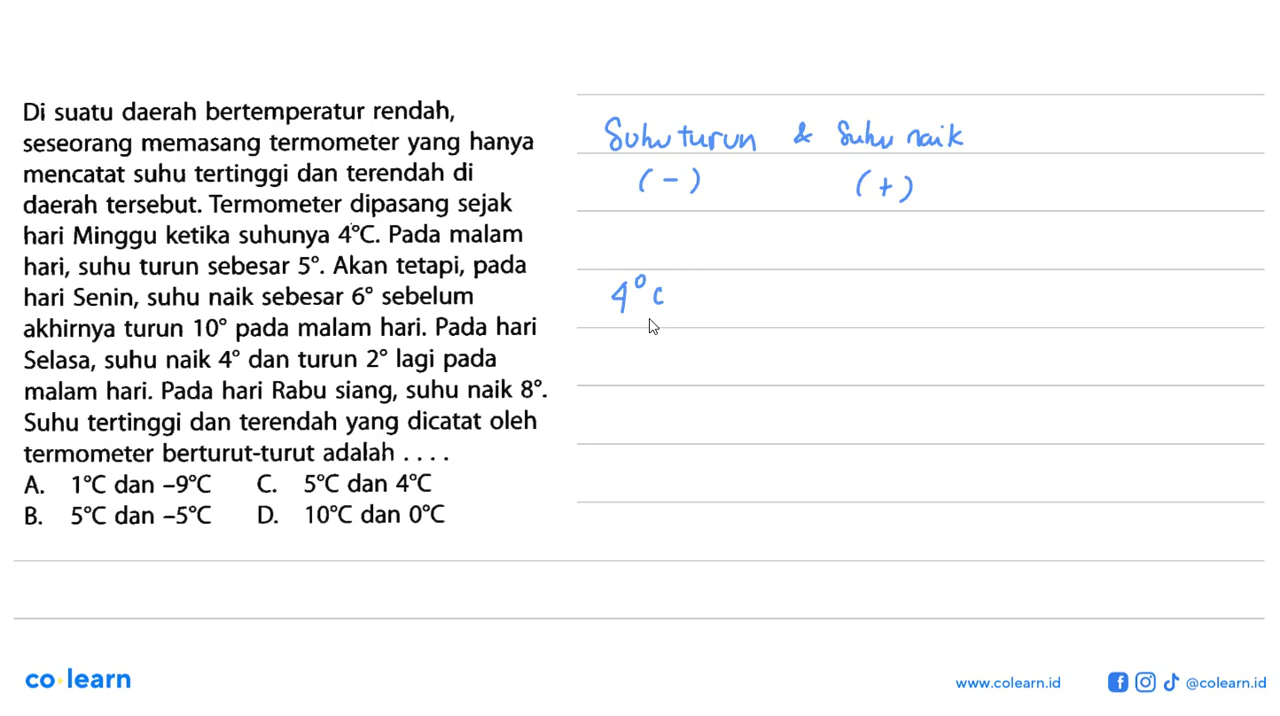 Di suatu daerah bertemperatur rendah,
seseorang memasang termometer yang hanya
mencatat suhu tertinggi dan terendah di
daerah tersebut. Termometer dipasang sejak
hari Minggu ketika suhunya 4°C. Pada malam
hari, suhu turun sebesar 5°. Akan tetapi, pada
hari Senin, suhu naik sebesar 6° sebelum
akhirnya turun 10° pada malam hari. Pada hari
Selasa, suhu naik 4° dan turun 2° lagi pada
malam hari. Pada hari Rabu siang, suhu naik 8°.
Suhu tertinggi dan terendah yang dicatat oleh
termometer berturut-turut adalah . . . .
A. 1°C dan –9°C C. 5°C dan 4°C
B. 5°C dan –5°C D. 10°C dan 0°C
Suhu turun & Suhu naik
(-) (+)
4°C
co learn
www.colearn.id @colearn.id